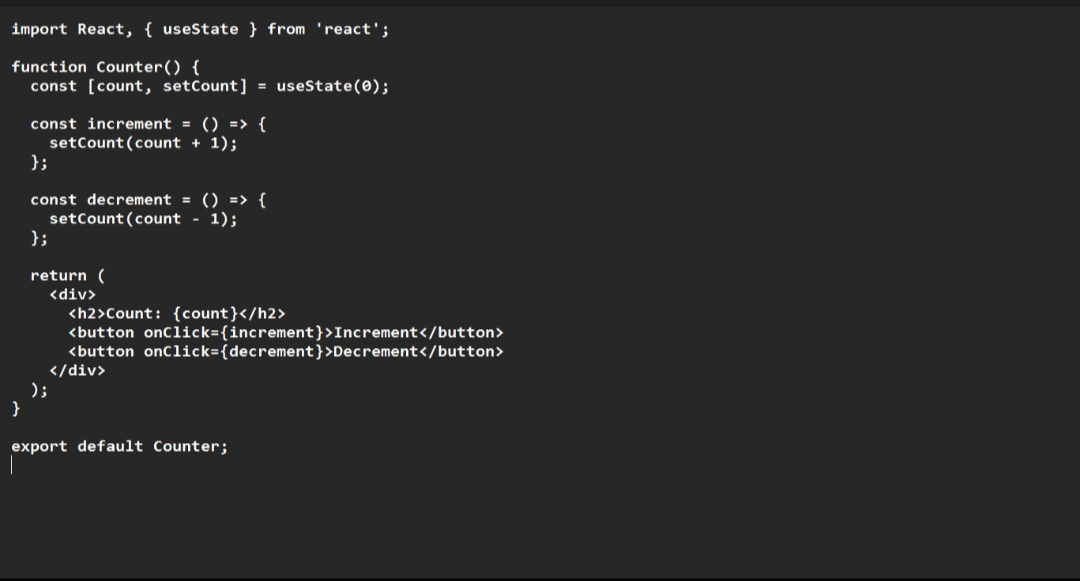 import React, { useState } from 'react';

function Counter() {
  const [count, setCount] = useState(0);

  const increment = () => {
    setCount(count + 1);
  };

  const decrement = () => {
    setCount(count - 1);
  };

  return (
    <div>
      <h2>Count: {count}</h2>
      <button onClick={increment}>Increment</button>
      <button onClick={decrement}>Decrement</button>
    </div>
  );
}

export default Counter;